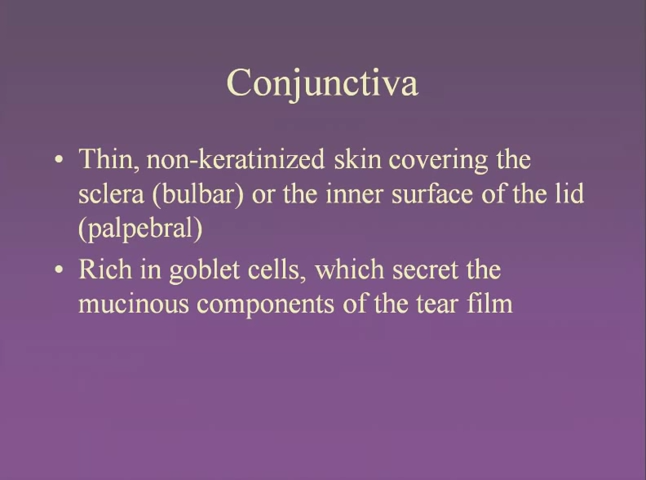 Conjunctiva
• Thin, non-keratinized skin covering the
sclera (bulbar) or the inner surface of the lid
(palpebral)
• Rich in goblet cells, which secret the
mucinous components of the tear film